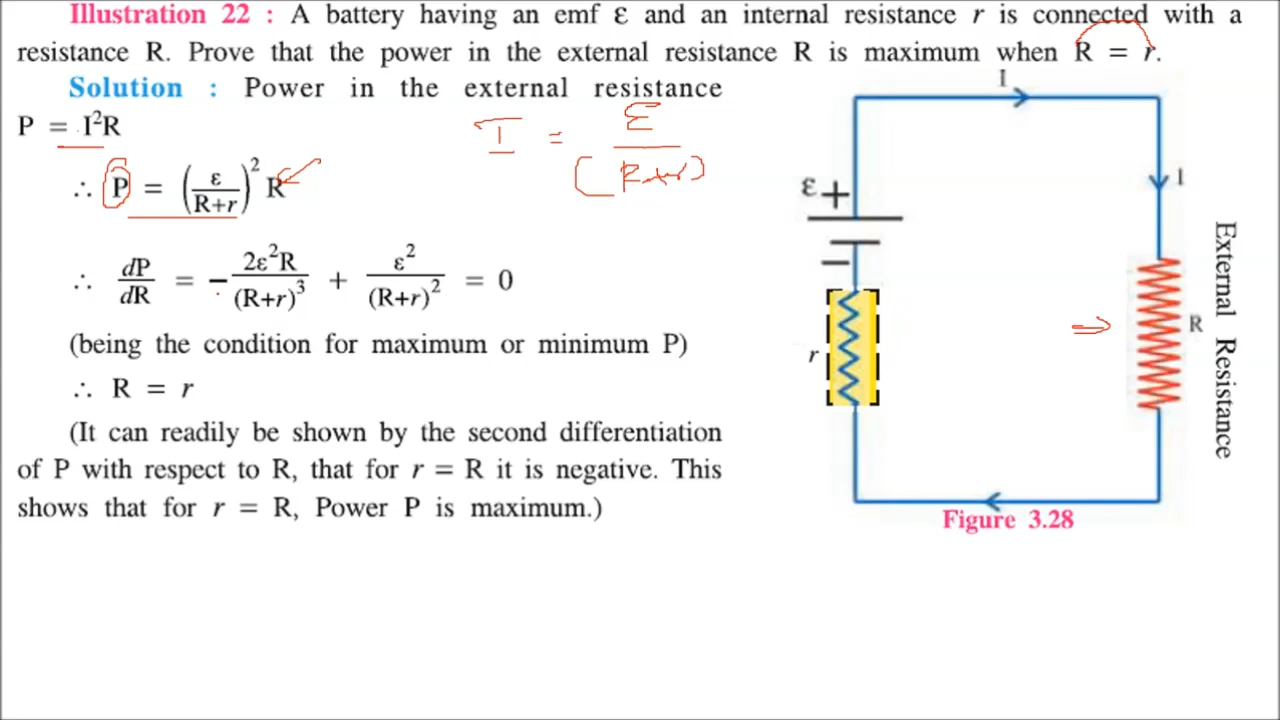 Illustration 22 : A battery having an emf ε and an internal resistance r is connected with a
resistance R. Prove that the power in the external resistance R is maximum when R = r.
Solution : Power in the external resistance
P = I²R
I = ε / (R+r)
∴ P = (ε / R+r)² R
∴ dP/dR = − 2ε²R / (R+r)³ + ε² / (R+r)² = 0
(being the condition for maximum or minimum P)
∴ R = r
(It can readily be shown by the second differentiation
of P with respect to R, that for r = R it is negative. This
shows that for r = R, Power P is maximum.)
I
I
ε +
−
r
R
External Resistance
Figure 3.28